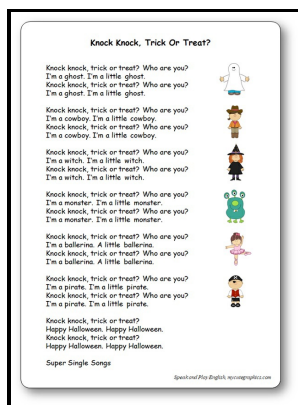 Knock Knock, Trick Or Treat?
Knock knock, trick or treat? Who are you?
I'm a ghost. I'm a little ghost.
Knock knock, trick or treat? Who are you?
I'm a ghost. I'm a little ghost.
Knock knock, trick or treat? Who are you?
I'm a cowboy. I'm a little cowboy.
Knock knock, trick or treat? Who are you?
I'm a cowboy. I'm a little cowboy.
Knock knock, trick or treat? Who are you?
I'm a witch. I'm a little witch.
Knock knock, trick or treat? Who are you?
I'm a witch. I'm a little witch.
Knock knock, trick or treat? Who are you?
I'm a monster. I'm a little monster.
Knock knock, trick or treat? Who are you?
I'm a monster. I'm a little monster.
Knock knock, trick or treat? Who are you?
I'm a ballerina. A little ballerina.
Knock knock, trick or treat? Who are you?
I'm a ballerina. A little ballerina.
Knock knock, trick or treat? Who are you?
I'm a pirate. I'm a little pirate.
Knock knock, trick or treat? Who are you?
I'm a pirate. I'm a little pirate.
Knock knock, trick or treat?
Happy Halloween. Happy Halloween.
Knock knock, trick or treat?
Happy Halloween. Happy Halloween.
Super Single Songs
Speak and Play English, mycutegraphics.com